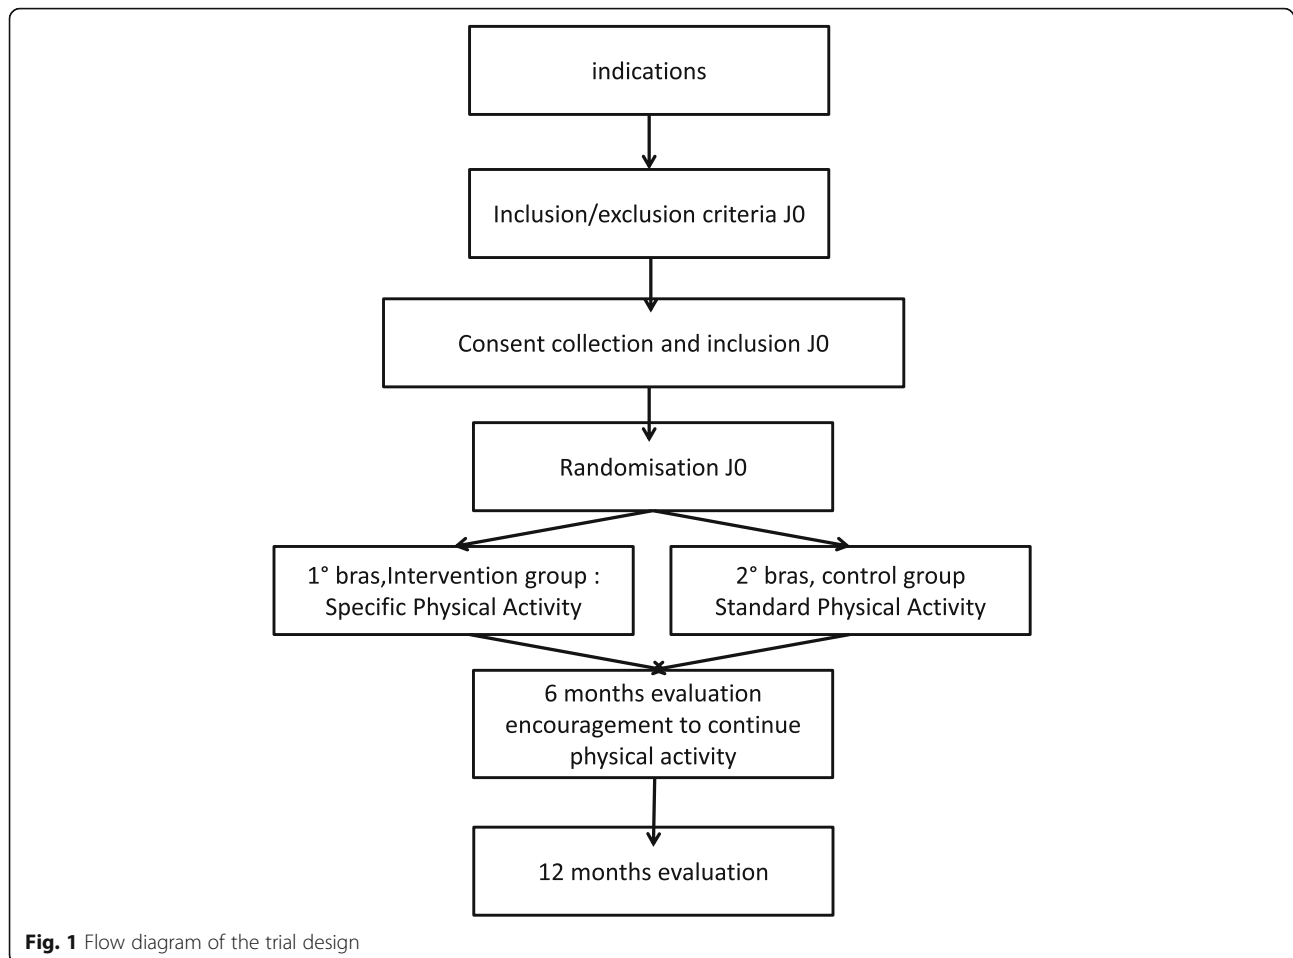 indications
Inclusion/exclusion criteria J0
Consent collection and inclusion J0
Randomisation J0
1° bras,Intervention group :
Specific Physical Activity
2° bras, control group
Standard Physical Activity
6 months evaluation
encouragement to continue
physical activity
12 months evaluation
Fig. 1 Flow diagram of the trial design